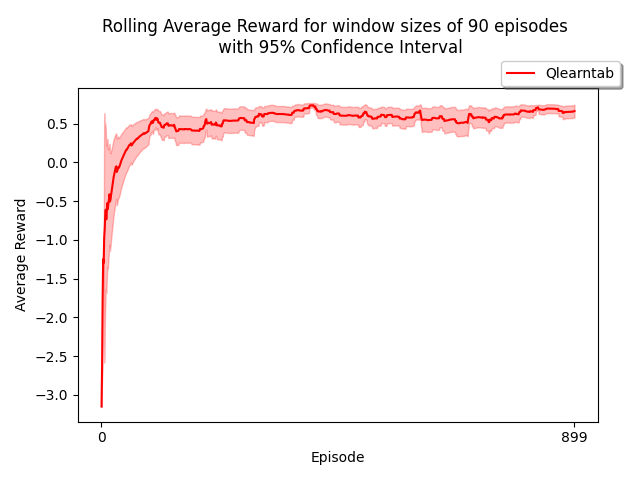 Rolling Average Reward for window sizes of 90 episodes
with 95% Confidence Interval
Qlearntab
0.5
0.0
−0.5
−1.0
−1.5
−2.0
−2.5
−3.0
Average Reward
0
899
Episode